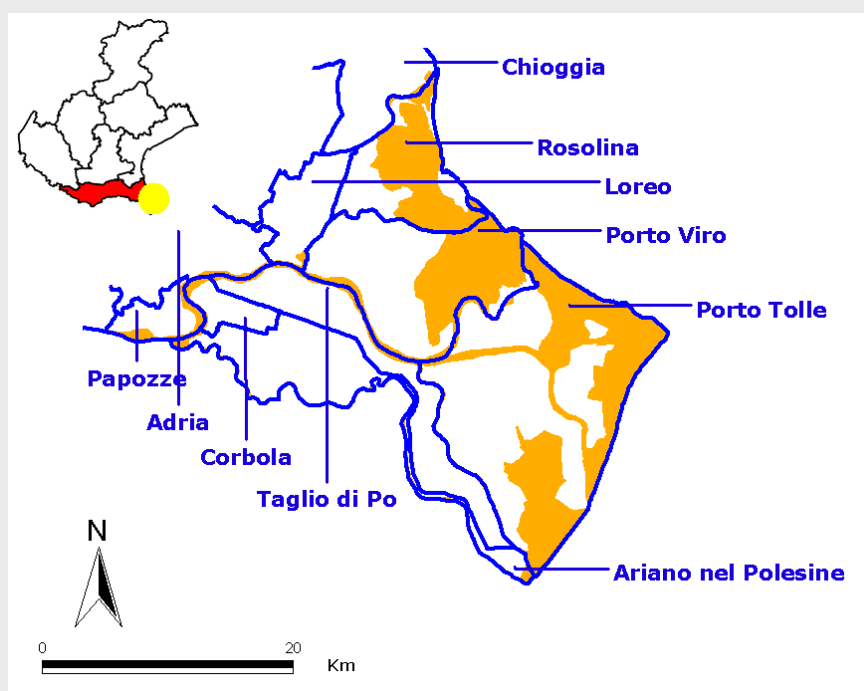 Chioggia
Rosolina
Loreo
Porto Viro
Porto Tolle
Papozze
Adria
Corbola
Taglio di Po
N
Ariano nel Polesine
0 20
Km